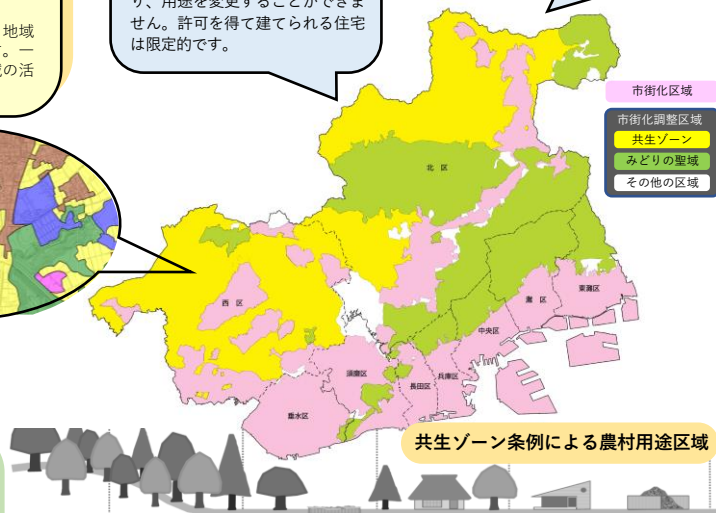 地域
。一
の活
り、用途を変更することができま
せん。許可を得て建てられる住宅
は限定的です。
市街化区域
市街化調整区域
共生ゾーン
みどりの聖域
その他の区域
北区
西区
東灘区
灘区
中央区
兵庫区
長田区
須磨区
垂水区
共生ゾーン条例による農村用途区域